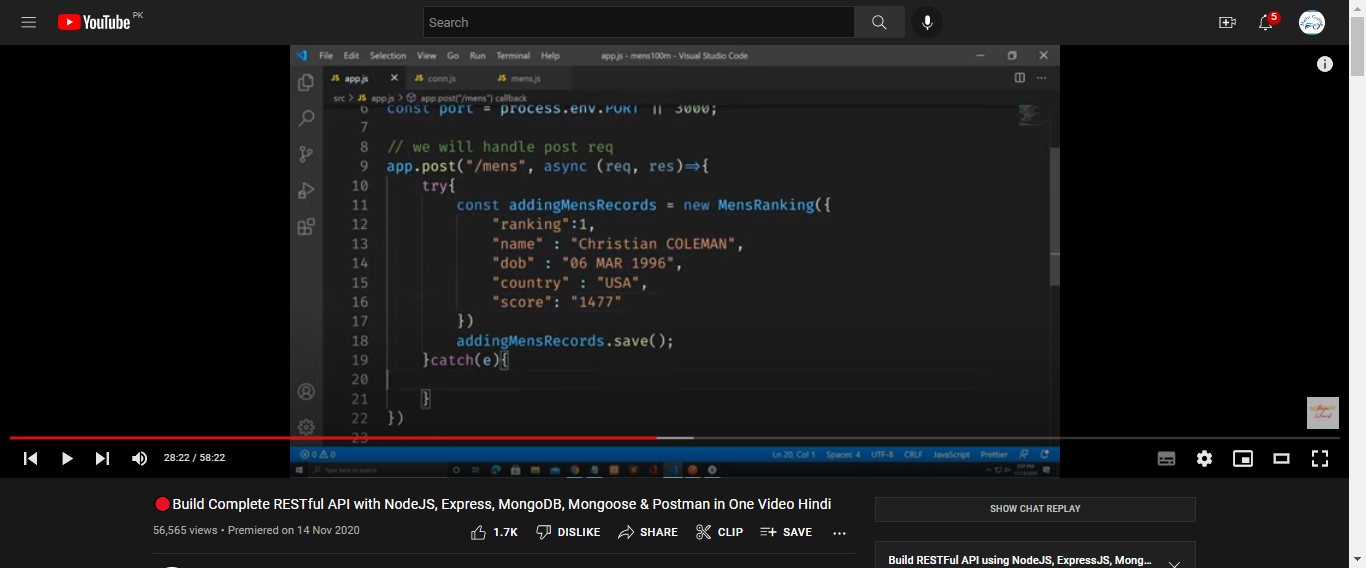 YouTube PK
Search
5
File Edit Selection View Go Run Terminal Help app.js - mens100m - Visual Studio Code
JS app.js JS conn.js JS mens.js
src > JS app.js > app.post("/mens") callback
6 const port = process.env.PORT || 3000;
7
8 // we will handle post req
9 app.post("/mens", async (req, res)=>{
10 try{
11 const addingMensRecords = new MensRanking({
12 "ranking":1,
13 "name" : "Christian COLEMAN",
14 "dob" : "06 MAR 1996",
15 "country" : "USA",
16 "score": "1477"
17 })
18 addingMensRecords.save();
19 }catch(e){
20
21 }
22 })
23
0 0 Ln 20, Col 1 Spaces: 4 UTF-8 CRLF JavaScript Prettier
Type here to search
28:22 / 58:22
Build Complete RESTful API with NodeJS, Express, MongoDB, Mongoose & Postman in One Video Hindi
56,565 views • Premiered on 14 Nov 2020
1.7K DISLIKE SHARE CLIP SAVE ...
SHOW CHAT REPLAY
Build RESTFul API using NodeJS, ExpressJS, Mong...